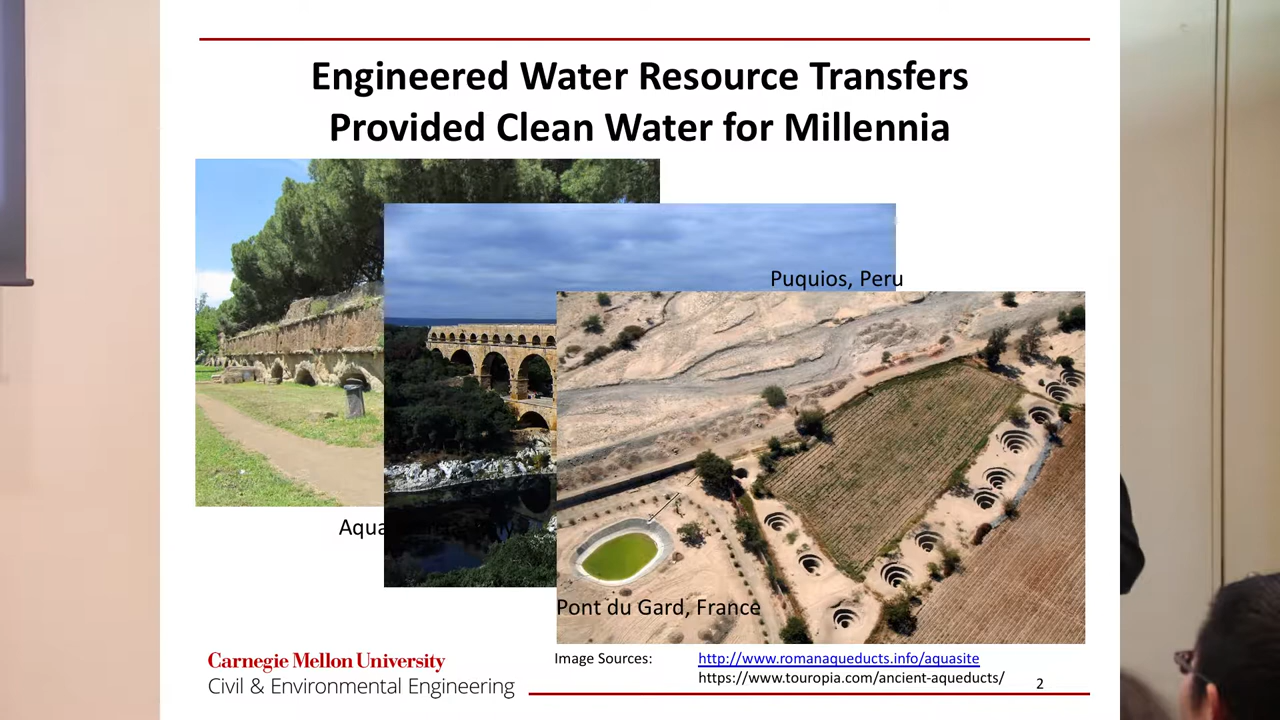 Engineered Water Resource Transfers
Provided Clean Water for Millennia
Puquios, Peru
Aqua
Pont du Gard, France
Carnegie Mellon University
Civil & Environmental Engineering
Image Sources:
http://www.romanaqueducts.info/aquasite
https://www.touropia.com/ancient-aqueducts/
2